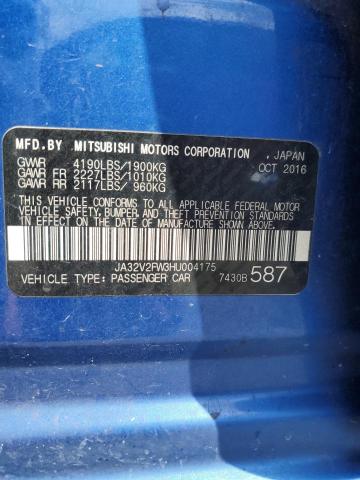 MFD. BY MITSUBISHI MOTORS CORPORATION , JAPAN
GVWR 4190LBS/1900KG OCT 2016
GAWR FR 2227LBS/1010KG
GAWR RR 2117LBS/ 960KG
THIS VEHICLE CONFORMS TO ALL APPLICABLE FEDERAL MOTOR
VEHICLE SAFETY, BUMPER, AND THEFT PREVENTION STANDARDS
IN EFFECT ON THE DATE OF MANUFACTURE SHOWN ABOVE.
JA32V2FW3HU004175
VEHICLE TYPE: PASSENGER CAR 7430B 587